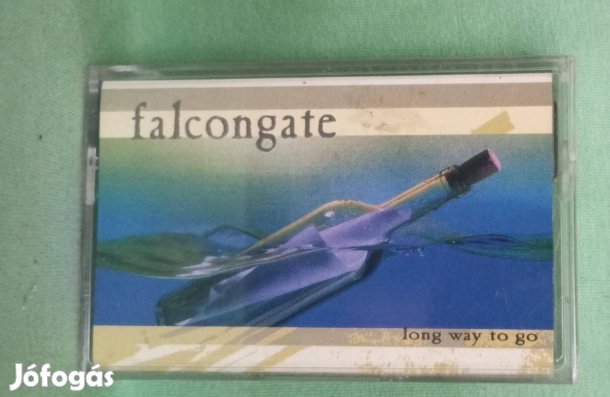 falcongate
long way to go
Jófogás